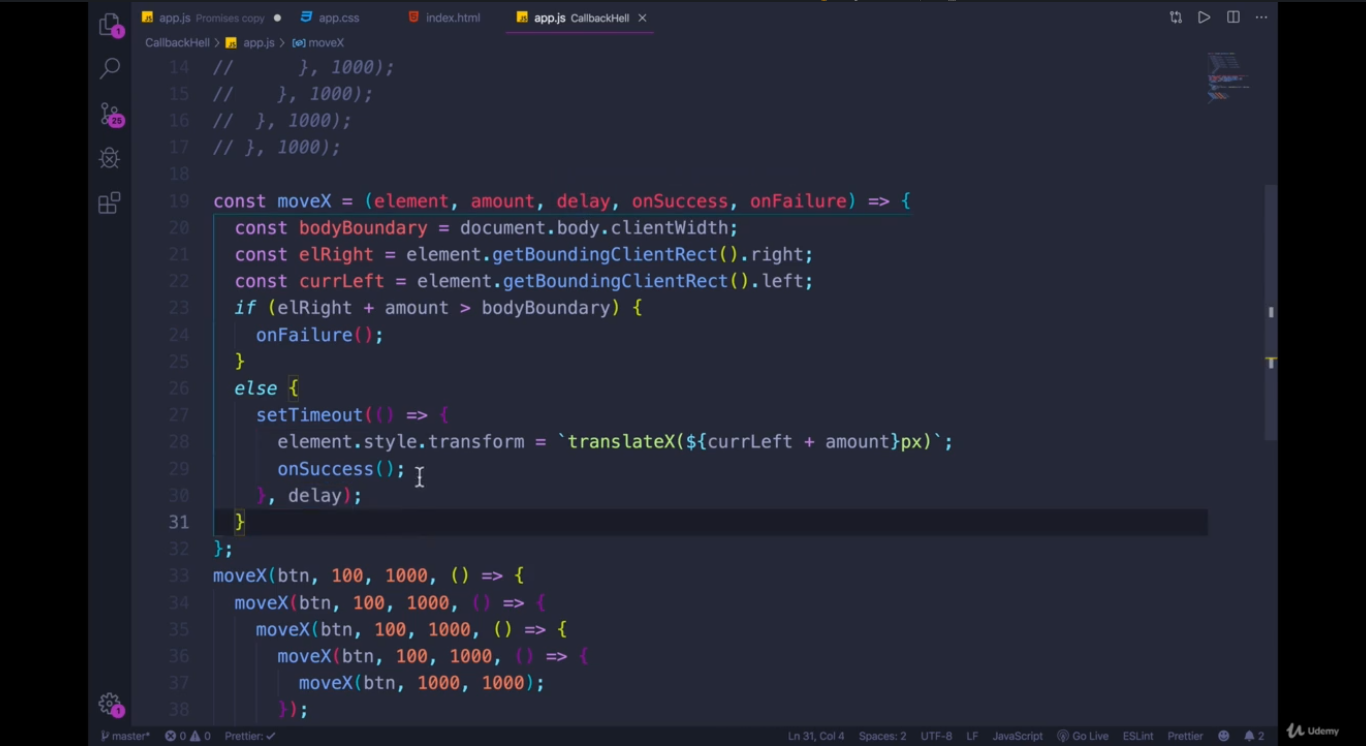 app.js Promises copy ● app.css index.html app.js CallbackHell ×
CallbackHell > app.js > moveX
14 //      }, 1000);
15 //    }, 1000);
16 //  }, 1000);
17 // }, 1000);
18
19 const moveX = (element, amount, delay, onSuccess, onFailure) => {
20   const bodyBoundary = document.body.clientWidth;
21   const elRight = element.getBoundingClientRect().right;
22   const currLeft = element.getBoundingClientRect().left;
23   if (elRight + amount > bodyBoundary) {
24     onFailure();
25   }
26   else {
27     setTimeout(() => {
28       element.style.transform = `translateX(${currLeft + amount}px)`;
29       onSuccess();
30     }, delay);
31   }
32 };
33 moveX(btn, 100, 1000, () => {
34   moveX(btn, 100, 1000, () => {
35     moveX(btn, 100, 1000, () => {
36       moveX(btn, 100, 1000, () => {
37         moveX(btn, 1000, 1000);
38       });
1
25
1
master* 0 0 Prettier: ✓ Ln 31, Col 4 Spaces: 2 UTF-8 LF JavaScript Go Live ESLint Prettier 2
Udemy